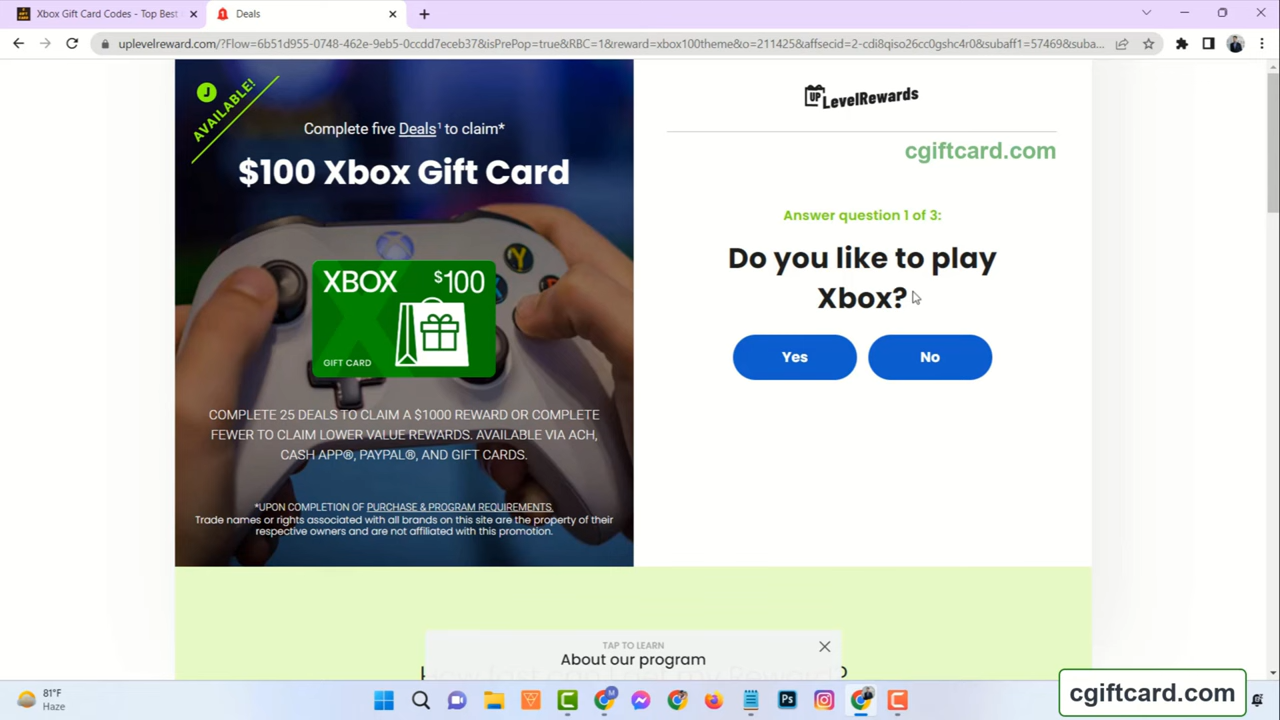 Xbox Gift Card Codes - Top Best
Deals
uplevelreward.com/?Flow=6b51d955-0748-462e-9eb5-0ccdd7eceb37&isPrePop=true&RBC=1&reward=xbox100theme&o=211425&affsecid=2-cdi8qiso26cc0gshc4r0&subaff1=57469&suba...
J
AVAILABLE!
Complete five Deals¹ to claim*
$100 Xbox Gift Card
XBOX $100
GIFT CARD
Y
X
B
COMPLETE 25 DEALS TO CLAIM A $1000 REWARD OR COMPLETE
FEWER TO CLAIM LOWER VALUE REWARDS. AVAILABLE VIA ACH,
CASH APP®, PAYPAL®, AND GIFT CARDS.
*UPON COMPLETION OF PURCHASE & PROGRAM REQUIREMENTS.
Trade names or rights associated with all brands on this site are the property of their
respective owners and are not affiliated with this promotion.
UP LevelRewards
cgiftcard.com
Answer question 1 of 3:
Do you like to play
Xbox?
Yes
No
TAP TO LEARN
About our program
81°F
Haze
M
Ps
cgiftcard.com